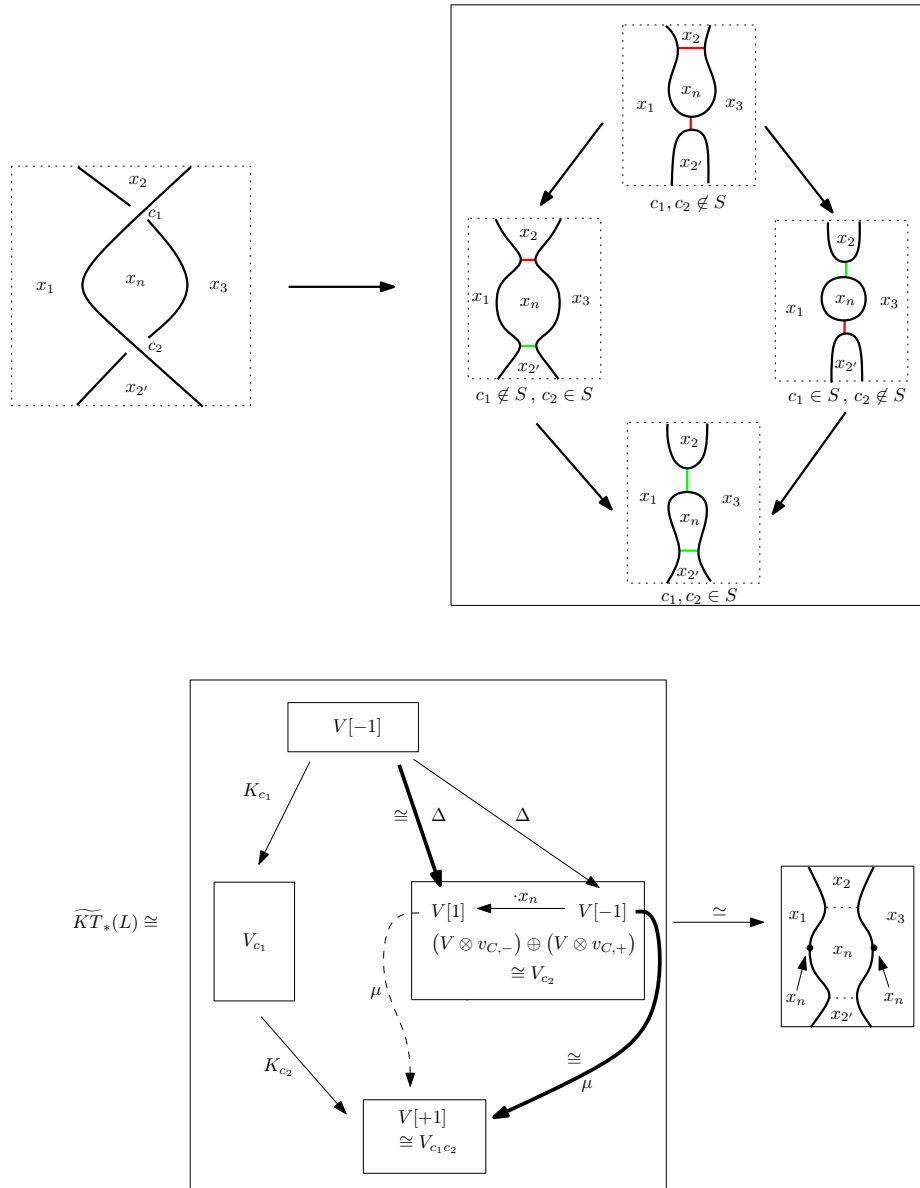 x_2
c_1
x_1
x_n
x_3
c_2
x_{2'}
x_2
x_1
x_n
x_3
x_{2'}
c_1, c_2 ∉ S
x_2
x_1
x_n
x_3
x_{2'}
c_1 ∉ S , c_2 ∈ S
x_2
x_n
x_3
x_1
x_{2'}
c_1 ∈ S , c_2 ∉ S
x_2
x_1
x_3
x_n
x_{2'}
c_1, c_2 ∈ S
V[-1]
K_{c_1}
≅ Δ
Δ
\widetilde{KT}_*(L) ≅
V_{c_1}
V[1] ·x_n V[-1]
(V ⊗ v_{C,-}) ⊕ (V ⊗ v_{C,+})
≅ V_{c_2}
≃
μ
K_{c_2}
≅
μ
V[+1]
≅ V_{c_1c_2}
x_2
x_1
x_3
x_n
x_n
x_n
x_{2'}